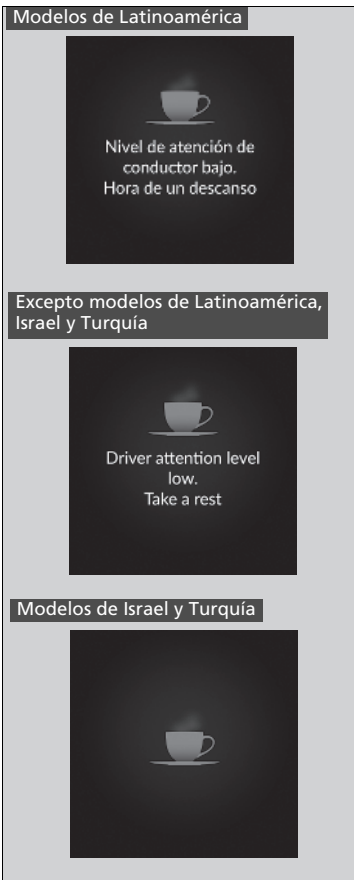 Modelos de Latinoamérica
Nivel de atención de
conductor bajo.
Hora de un descanso
Excepto modelos de Latinoamérica,
Israel y Turquía
Driver attention level
low.
Take a rest
Modelos de Israel y Turquía